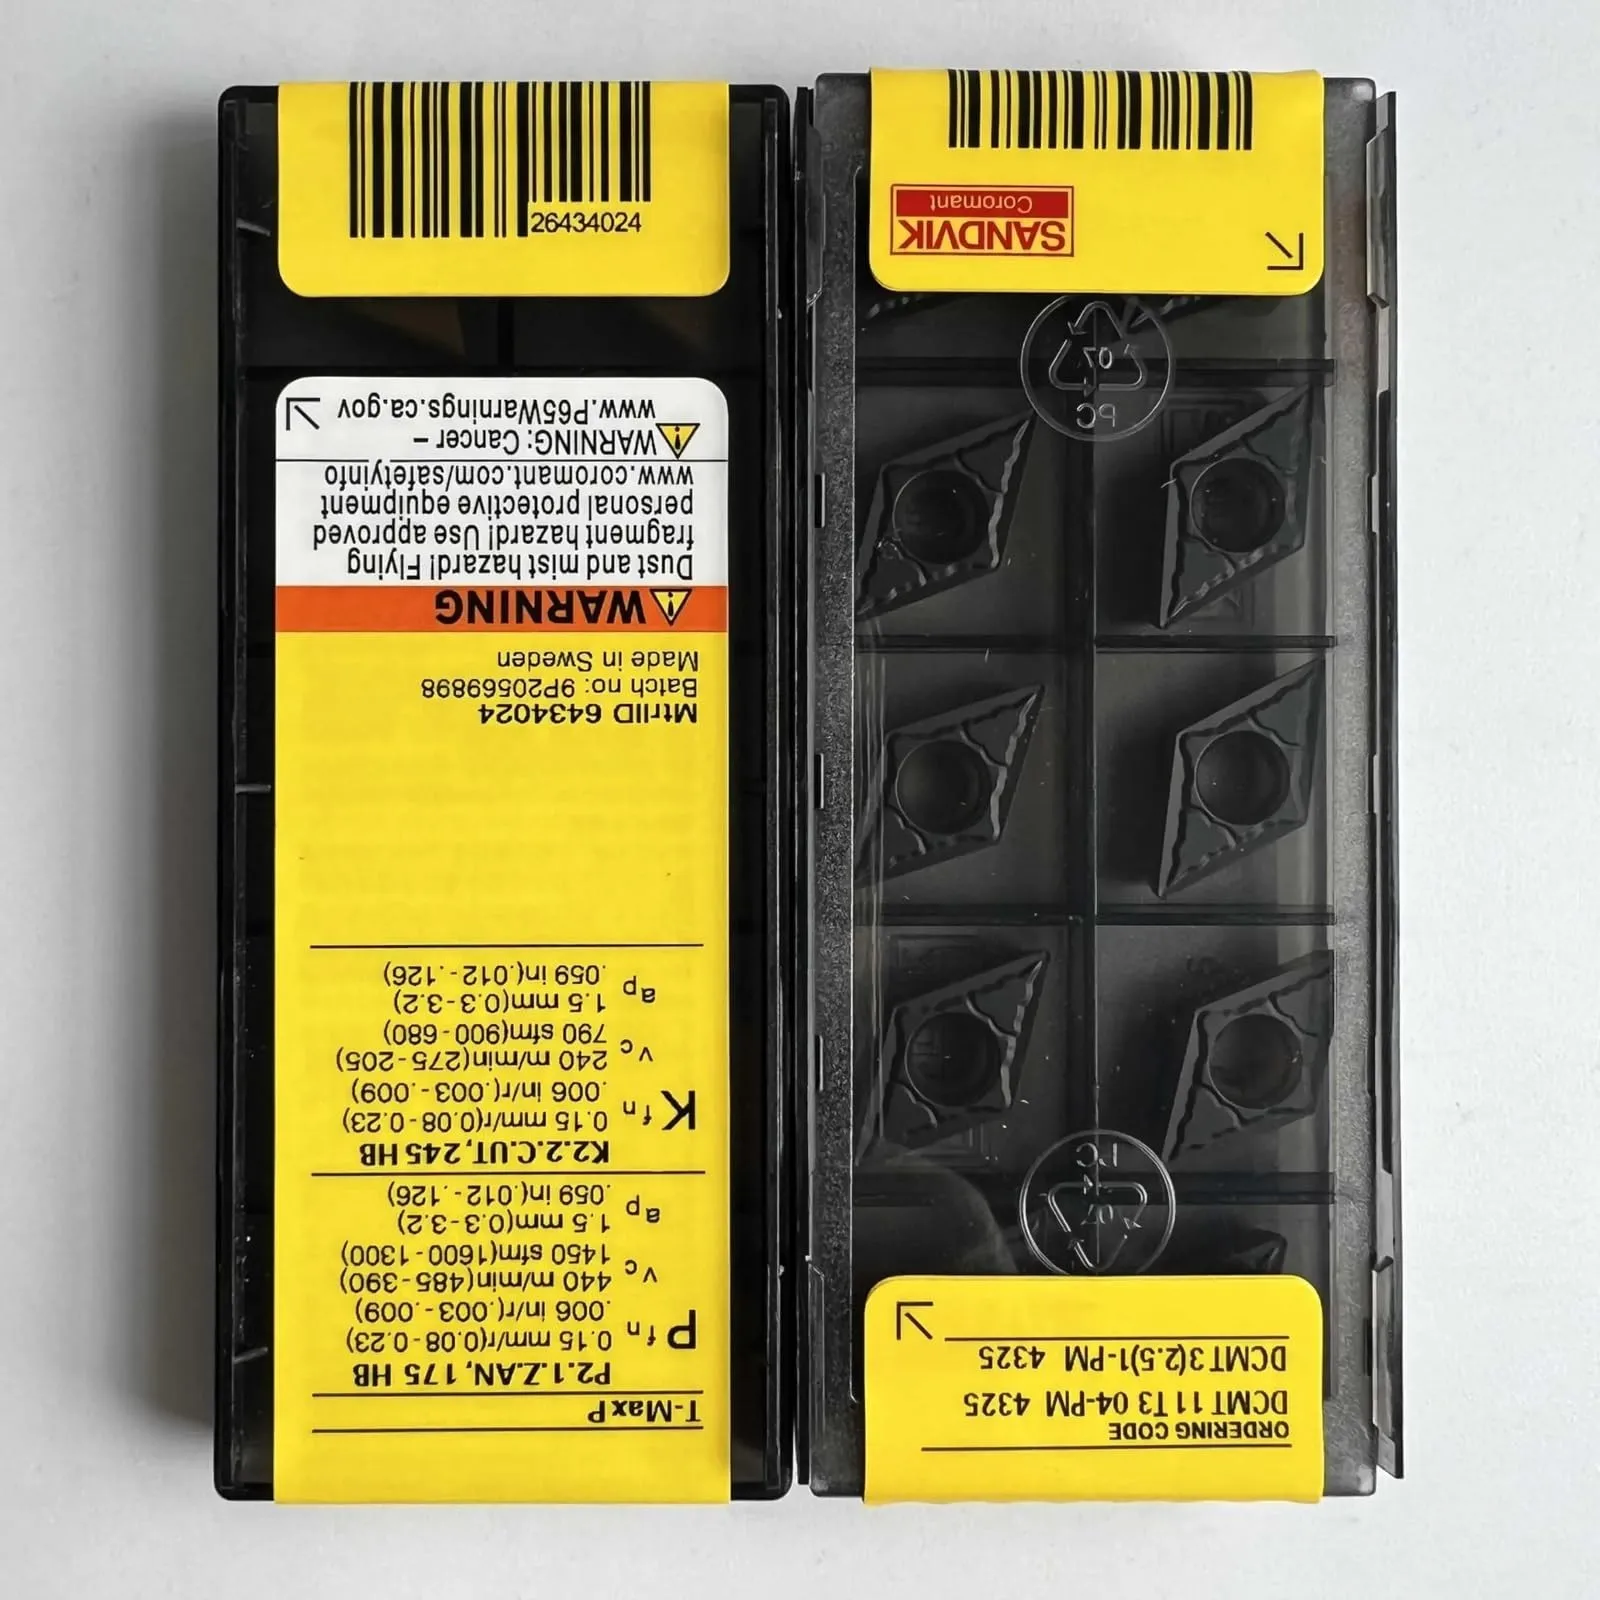 26434024
www.P65Warnings.ca.gov
WARNING: Cancer –
www.coromant.com/safetyinfo
personal protective equipment
fragment hazard! Use approved
Dust and mist hazard! Flying
WARNING
Made in Sweden
Batch no: 9P20569898
MtrlID 6434024
.059 in(.012-.126)
ap 1.5 mm(0.3-3.2)
790 sfm(900-680)
vc 240 m/min(275-205)
.006 in/r(.003-.009)
K fn 0.15 mm/r(0.08-0.23)
K2.2.C.UT, 245 HB
.059 in(.012-.126)
ap 1.5 mm(0.3-3.2)
1450 sfm(1600-1300)
vc 440 m/min(485-390)
.006 in/r(.003-.009)
P fn 0.15 mm/r(0.08-0.23)
P2.1.Z.AN, 175 HB
T-Max P
SANDVIK
Coromant
07
PC
PC
07
ORDERING CODE
DCMT 11 T3 04-PM 4325
DCMT 3(2.5)1-PM 4325